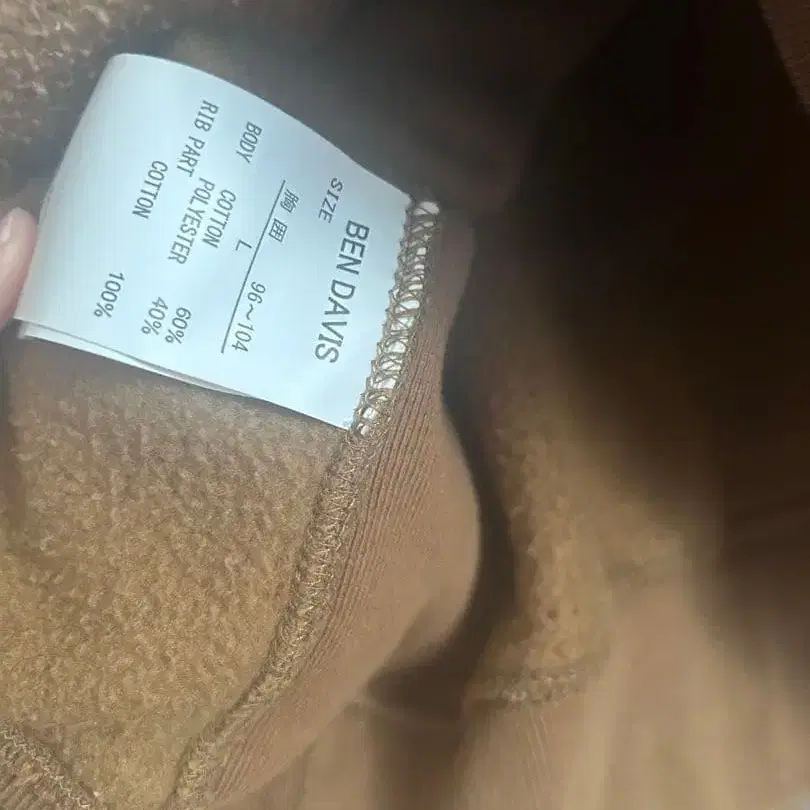 BEN DAVIS
SIZE L
胸囲 96~104
BODY
COTTON 60%
POLYESTER 40%
RIB PART
COTTON 100%